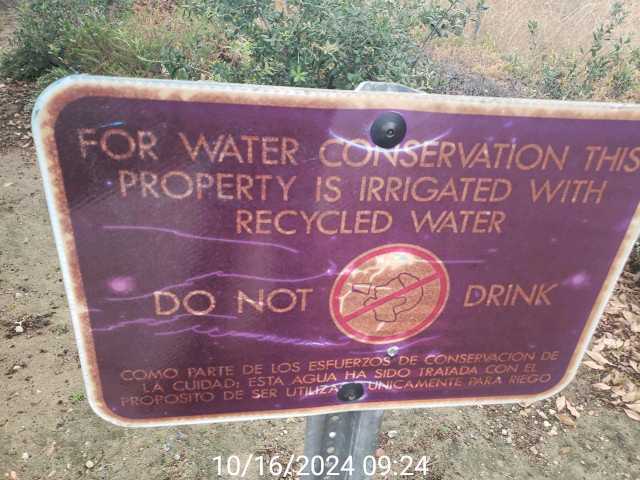 FOR WATER CONSERVATION THIS
PROPERTY IS IRRIGATED WITH
RECYCLED WATER
DO NOT DRINK
COMO PARTE DE LOS ESFUERZOS DE CONSERVACION DE
LA CUIDAD; ESTA AGUA HA SIDO TRATADA CON EL
PROPOSITO DE SER UNICAMENTE PARA RIEGO
10/16/2024 09:24